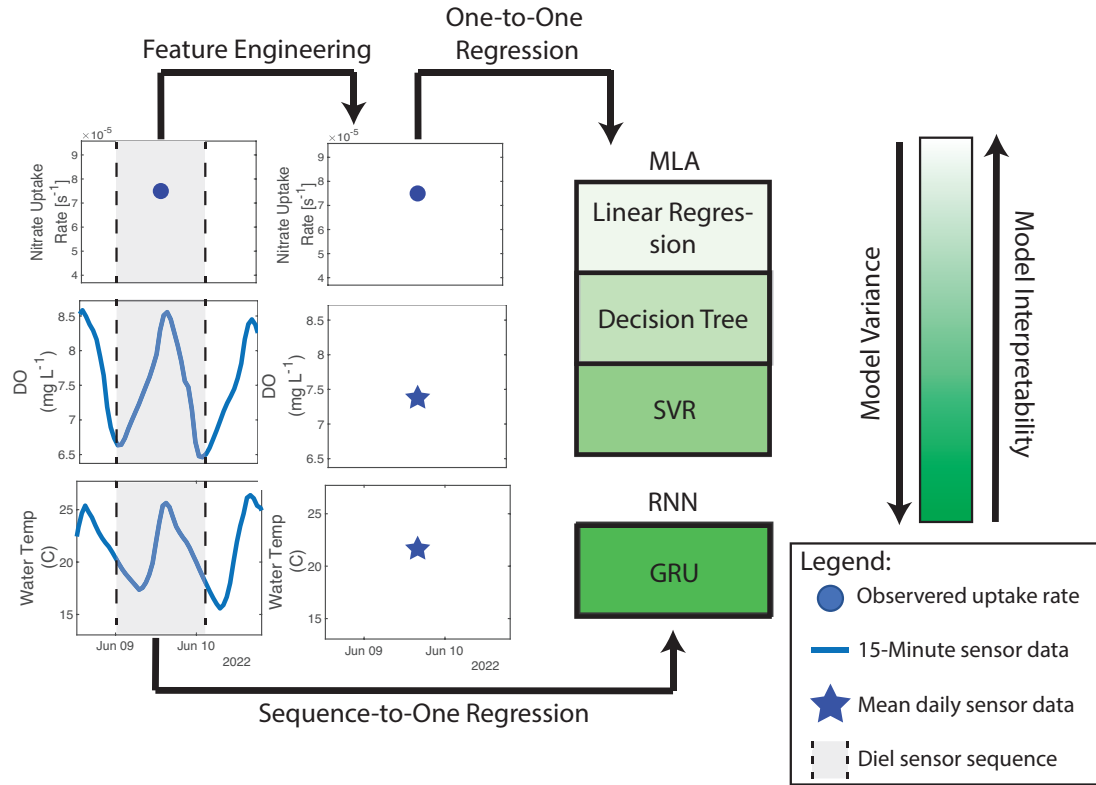 One-to-One
Regression
Feature Engineering
×10⁻⁵
9
8
7
6
5
4
Nitrate Uptake
Rate [s⁻¹]
×10⁻⁵
9
8
7
6
5
4
Nitrate Uptake
Rate [s⁻¹]
8.5
7.5
6.5
DO
(mg L⁻¹)
8.5
8
7.5
7
6.5
DO
(mg L⁻¹)
25
20
15
Water Temp
(C)
Jun 09
Jun 10
2022
25
20
15
Water Temp
(C)
Jun 09
Jun 10
2022
Sequence-to-One Regression
MLA
Linear Regres-
sion
Decision Tree
SVR
RNN
GRU
Model Variance
Model Interpretability
Legend:
Observered uptake rate
15-Minute sensor data
Mean daily sensor data
Diel sensor sequence